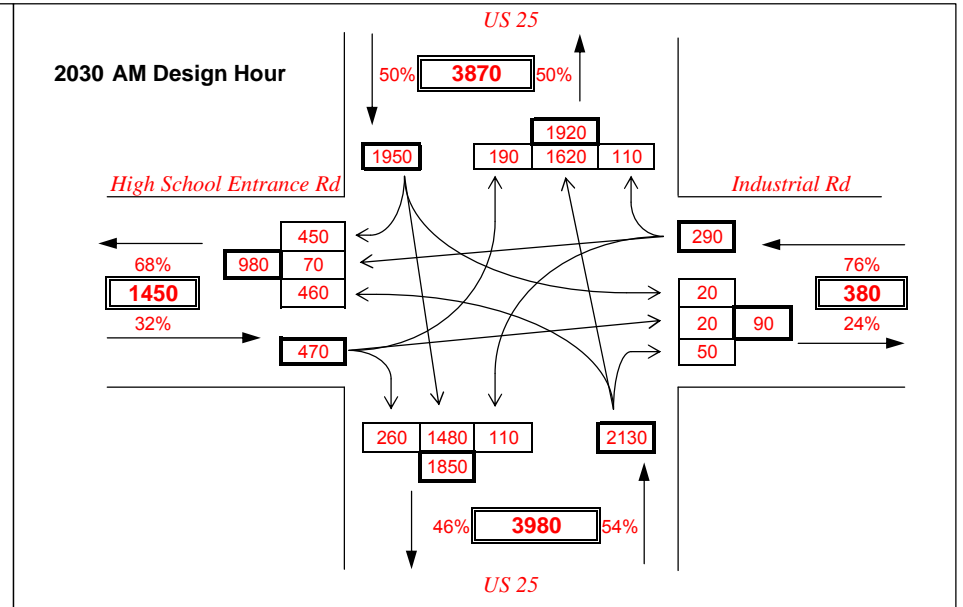 US 25
2030 AM Design Hour
50% 3870 50%
1920
1950 190 1620 110
High School Entrance Rd Industrial Rd
450 290
68% 980 70 76%
1450 460 20 380
32% 20 90 24%
470 50
260 1480 110 2130
1850
46% 3980 54%
US 25